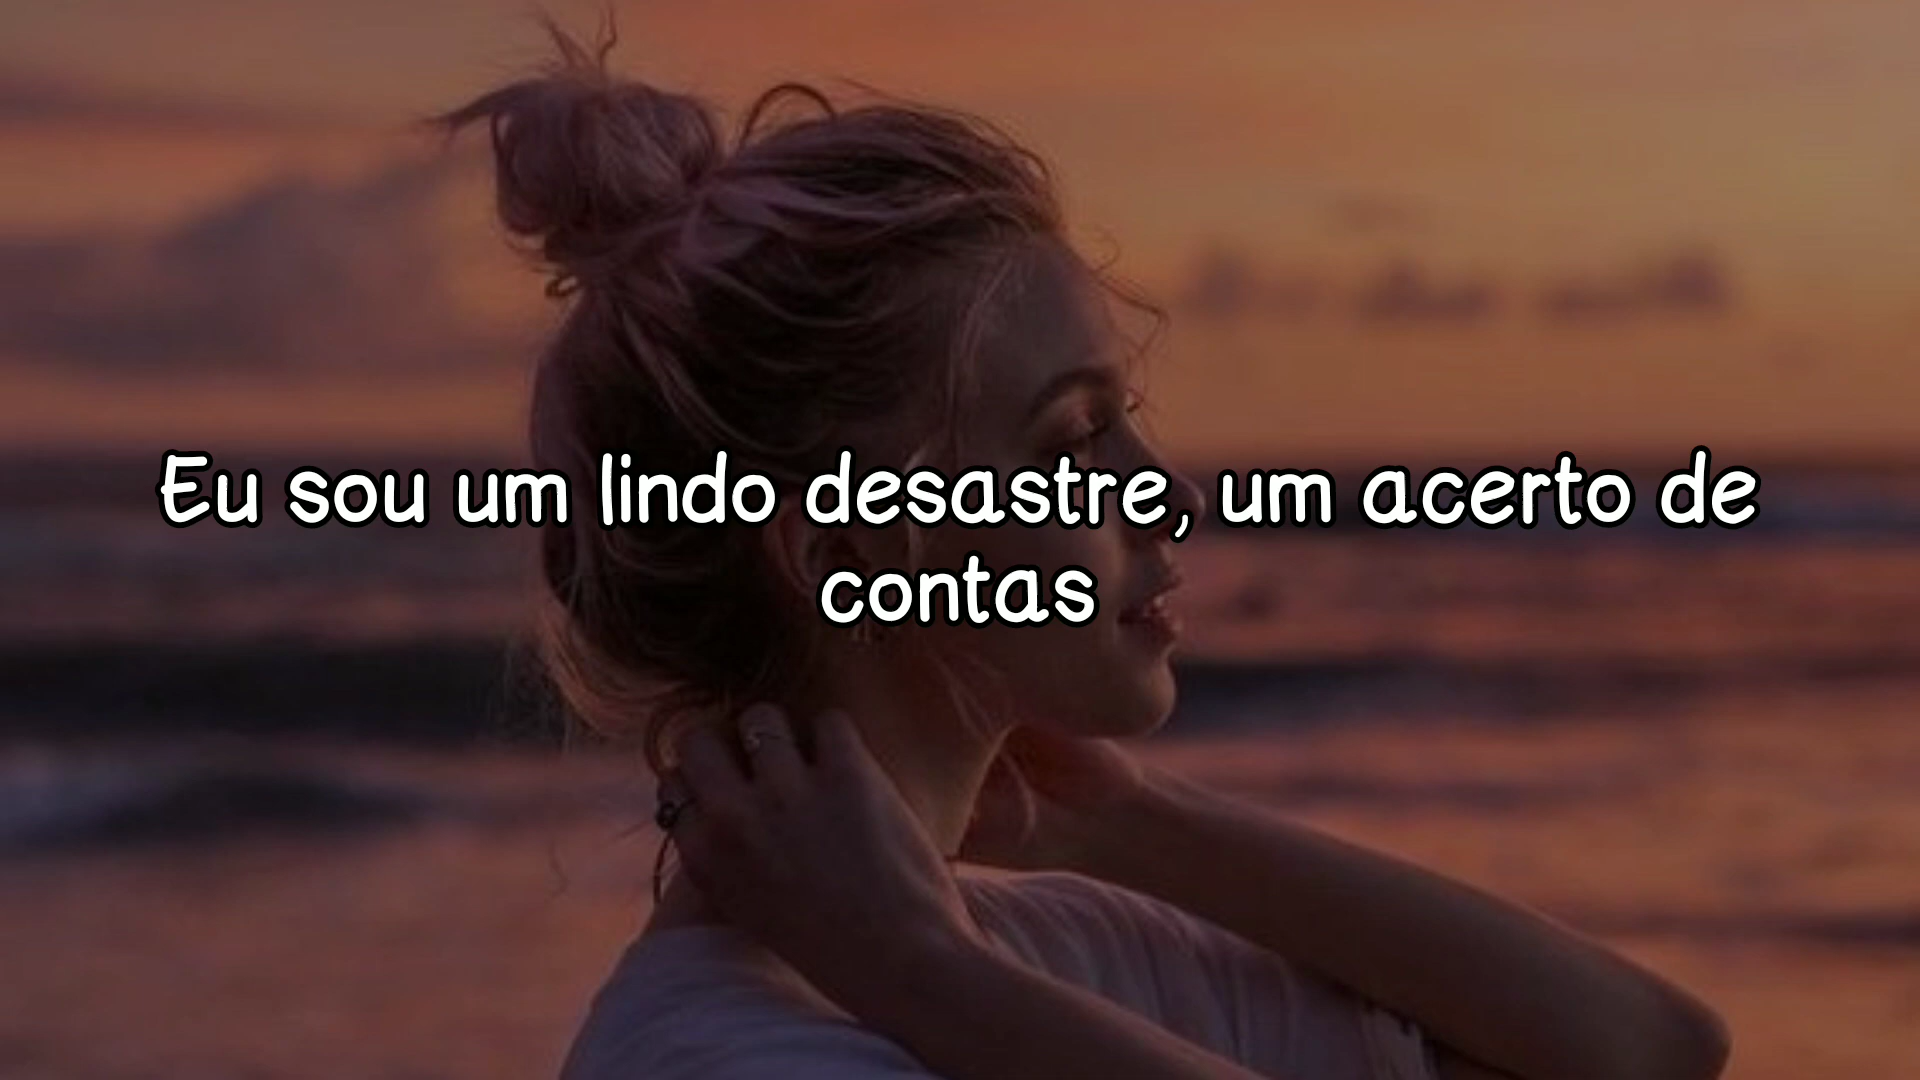 Eu sou um lindo desastre, um acerto de
contas